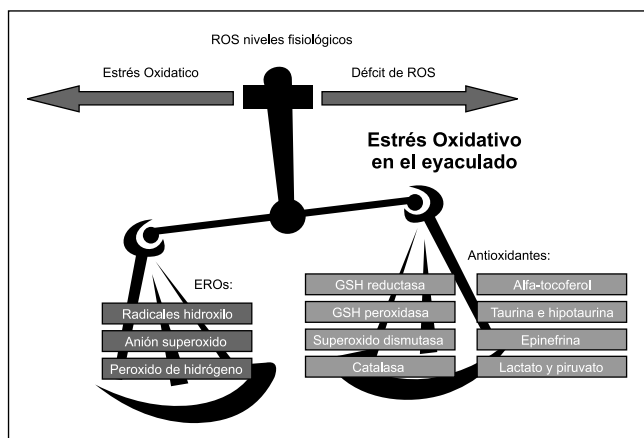 ROS niveles fisiológicos
Estrés Oxidatico
Défcit de ROS
Estrés Oxidativo
en el eyaculado
EROs:
Radicales hidroxilo
Anión superoxido
Peroxido de hidrógeno
Antioxidantes:
GSH reductasa
GSH peroxidasa
Superoxido dismutasa
Catalasa
Alfa-tocoferol
Taurina e hipotaurina
Epinefrina
Lactato y piruvato